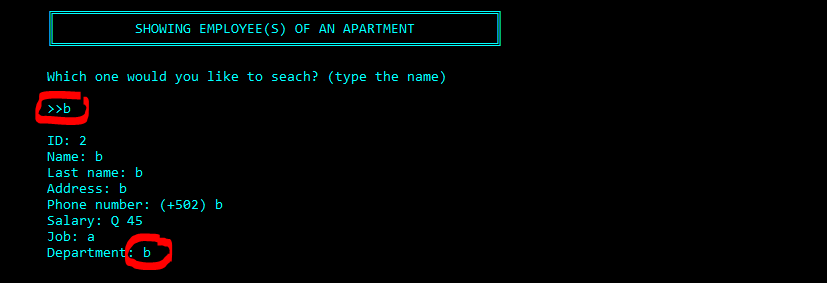 SHOWING EMPLOYEE(S) OF AN APARTMENT
Which one would you like to seach? (type the name)
>>b
ID: 2
Name: b
Last name: b
Address: b
Phone number: (+502) b
Salary: Q 45
Job: a
Department: b